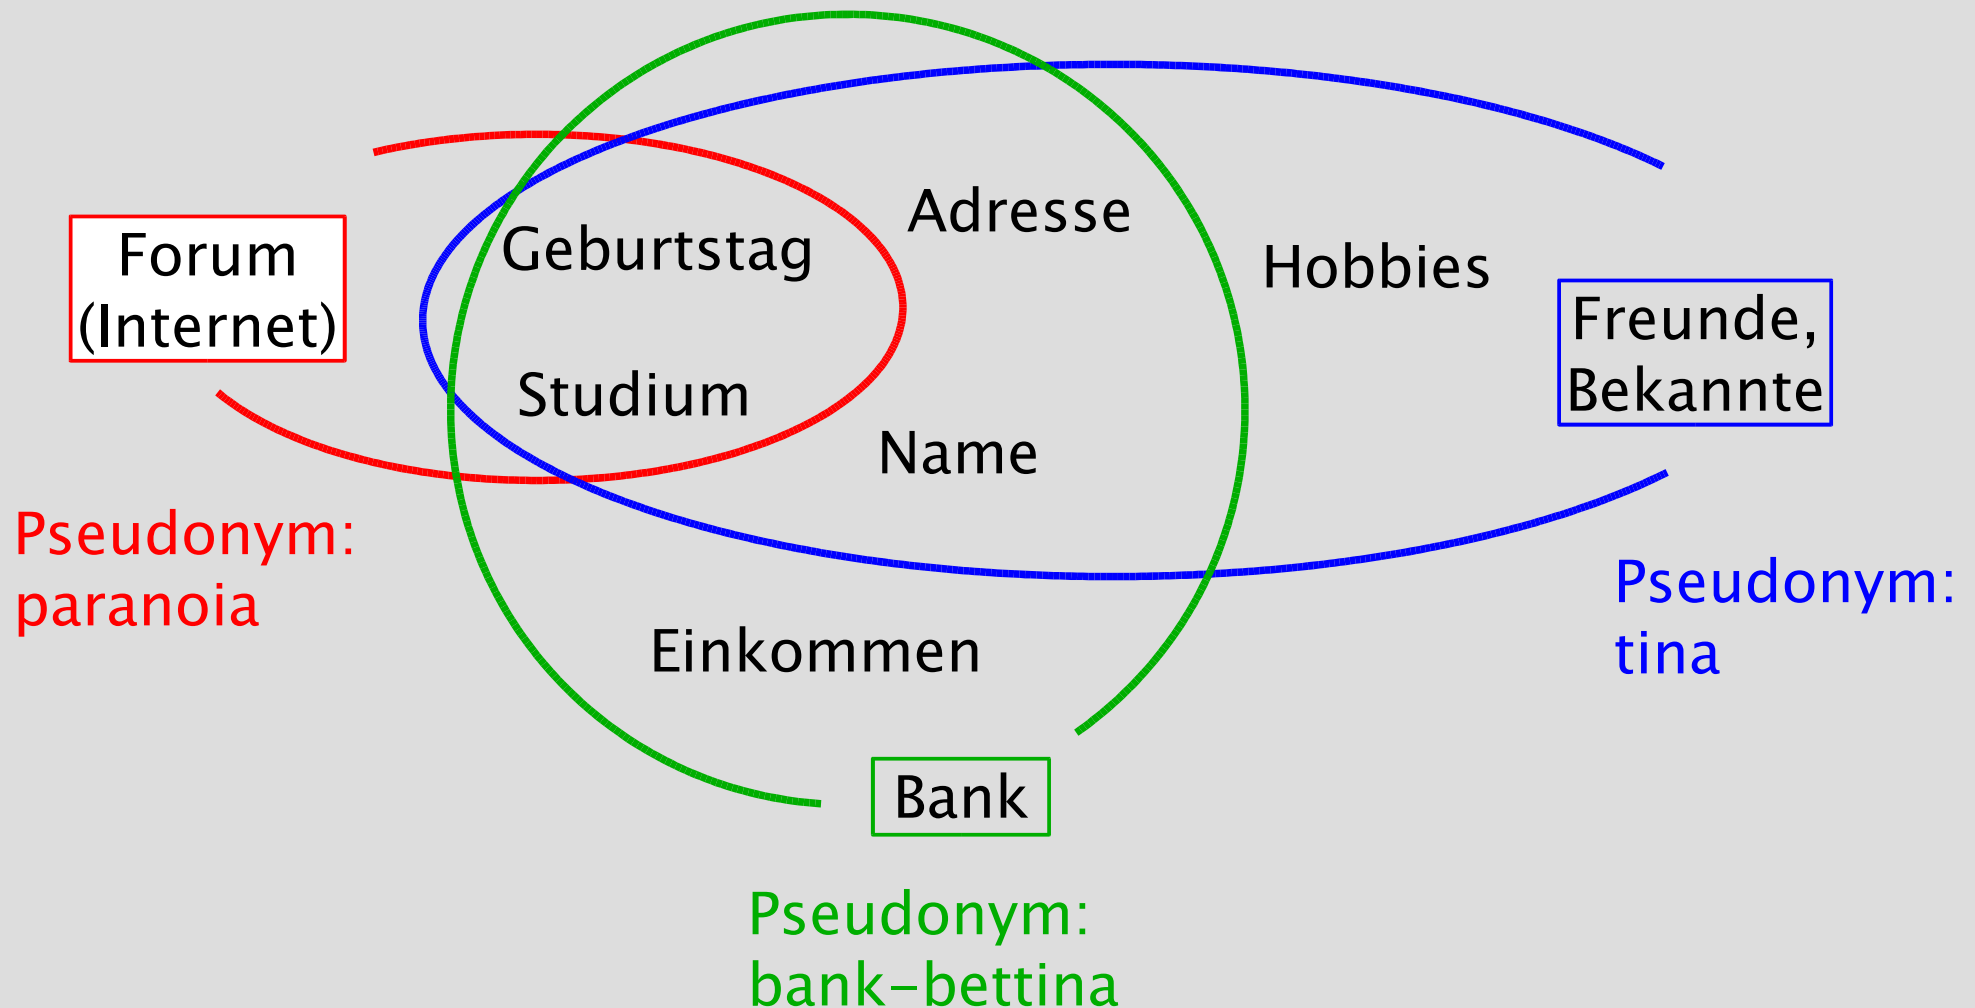 Adresse
Geburtstag
Hobbies
Forum
(Internet)
Freunde,
Bekannte
Studium
Name
Pseudonym:
paranoia
Pseudonym:
tina
Einkommen
Bank
Pseudonym:
bank-bettina